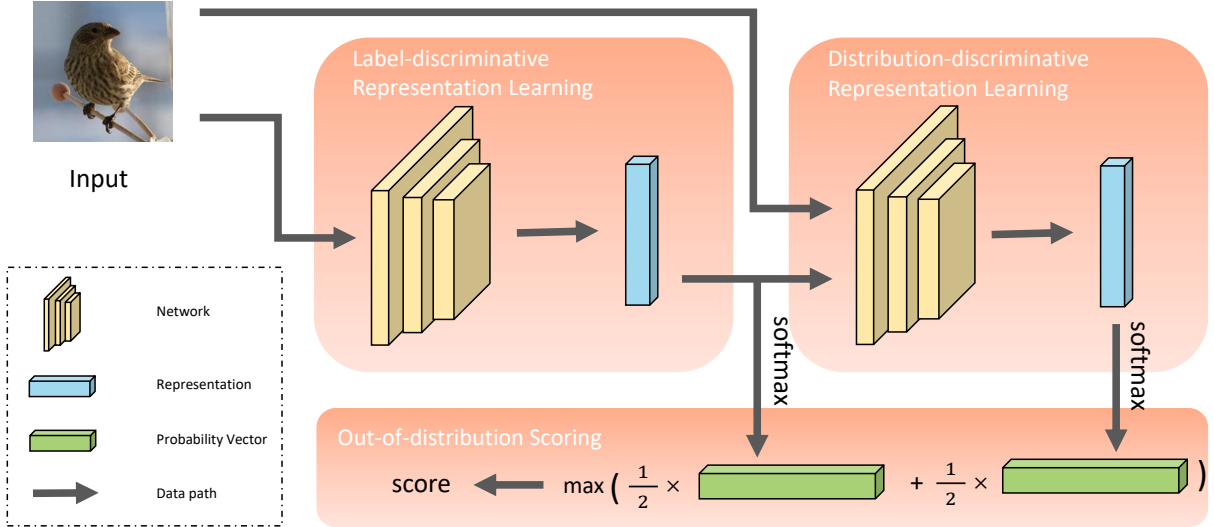 Input
Label-discriminative
Representation Learning
Distribution-discriminative
Representation Learning
softmax
softmax
Network
Representation
Probability Vector
Data path
Out-of-distribution Scoring
score max ( 1/2 × + 1/2 × )